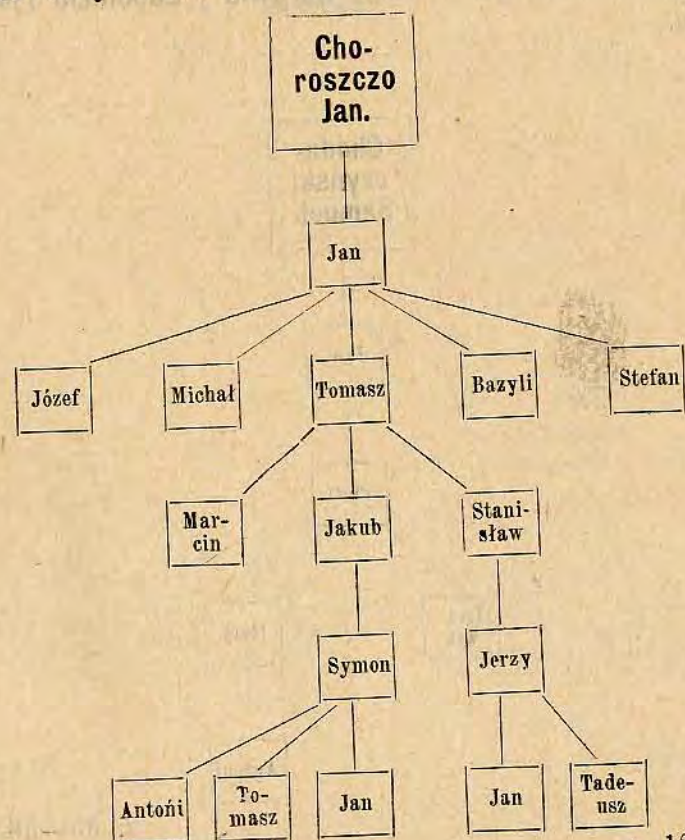 Cho-
roszczo
Jan.
Jan
Józef Michał Tomasz Bazyli Stefan
Mar-
cin
Jakub
Stani-
sław
Symon Jerzy
Antońi
To-
masz
Jan
Jan
Tade-
usz